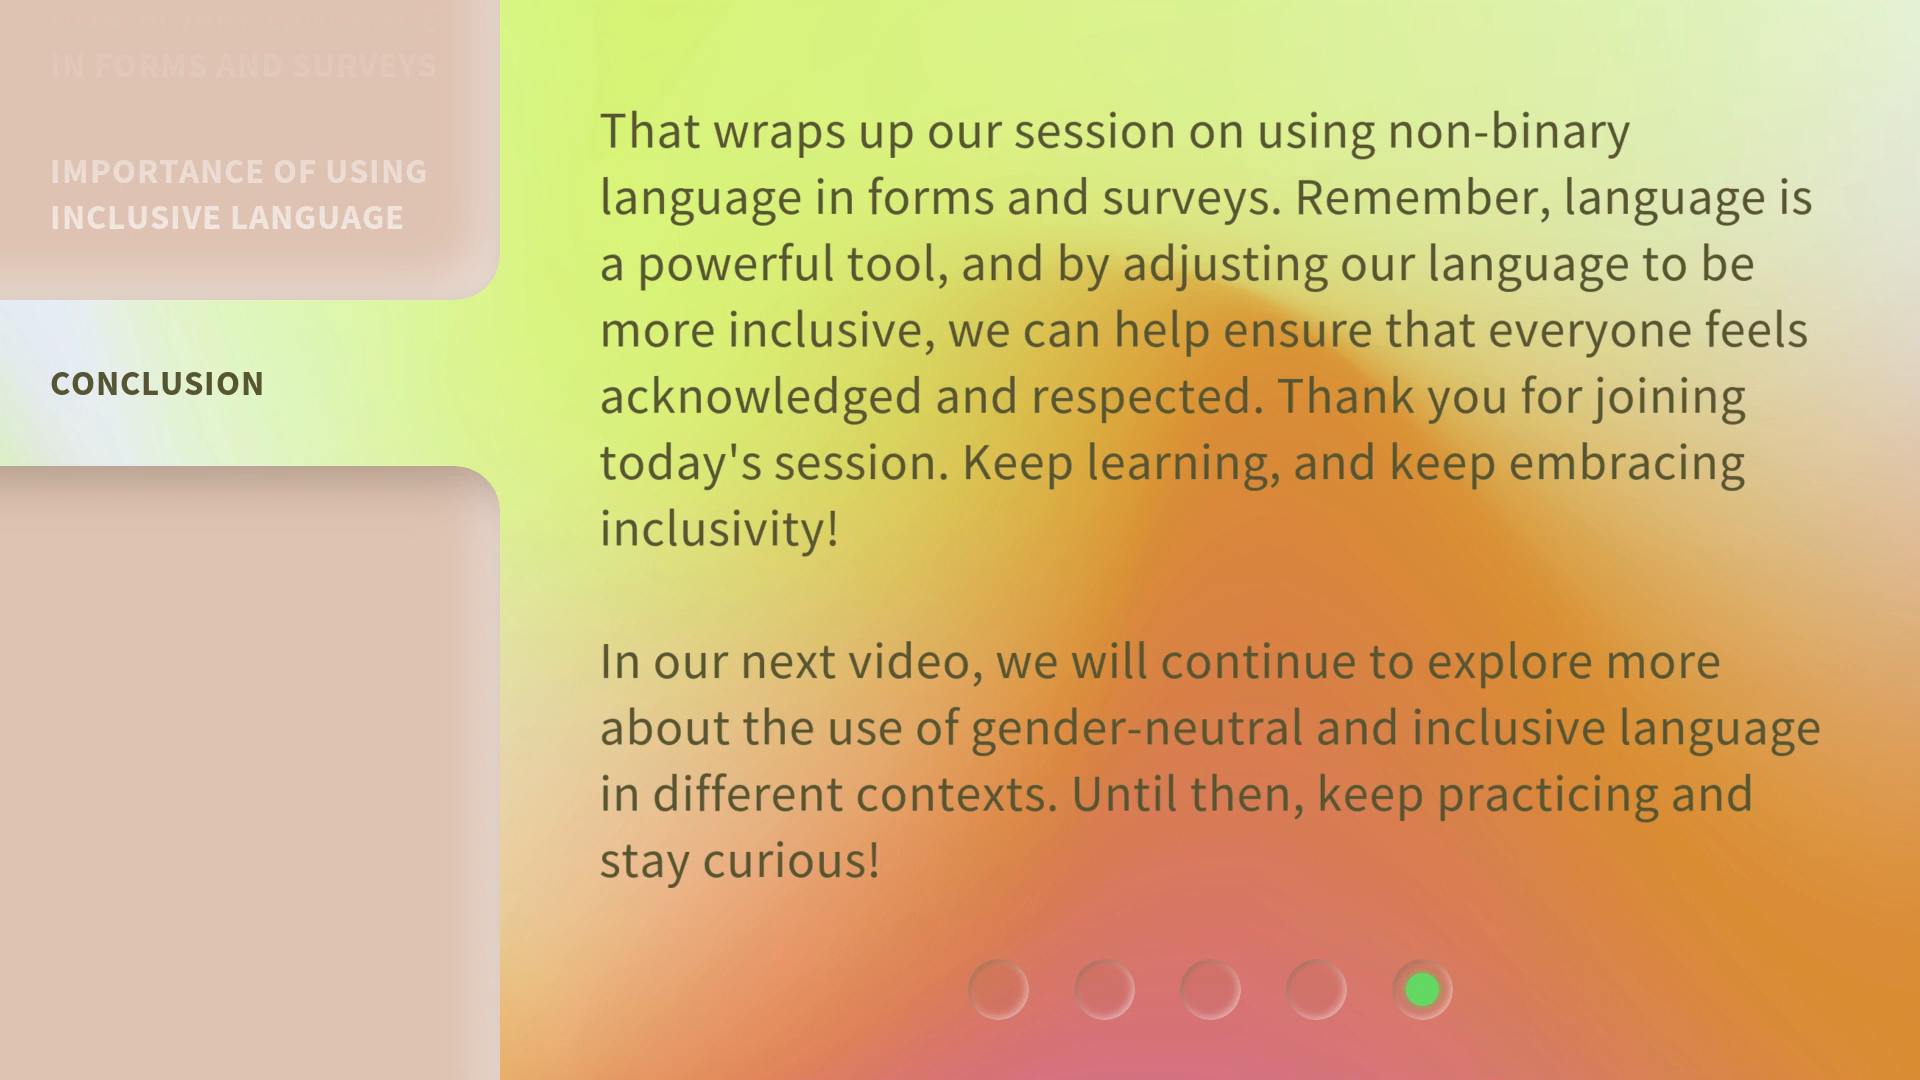 IN FORMS AND SURVEYS
IMPORTANCE OF USING
INCLUSIVE LANGUAGE
CONCLUSION
That wraps up our session on using non-binary
language in forms and surveys. Remember, language is
a powerful tool, and by adjusting our language to be
more inclusive, we can help ensure that everyone feels
acknowledged and respected. Thank you for joining
today's session. Keep learning, and keep embracing
inclusivity!
In our next video, we will continue to explore more
about the use of gender-neutral and inclusive language
in different contexts. Until then, keep practicing and
stay curious!